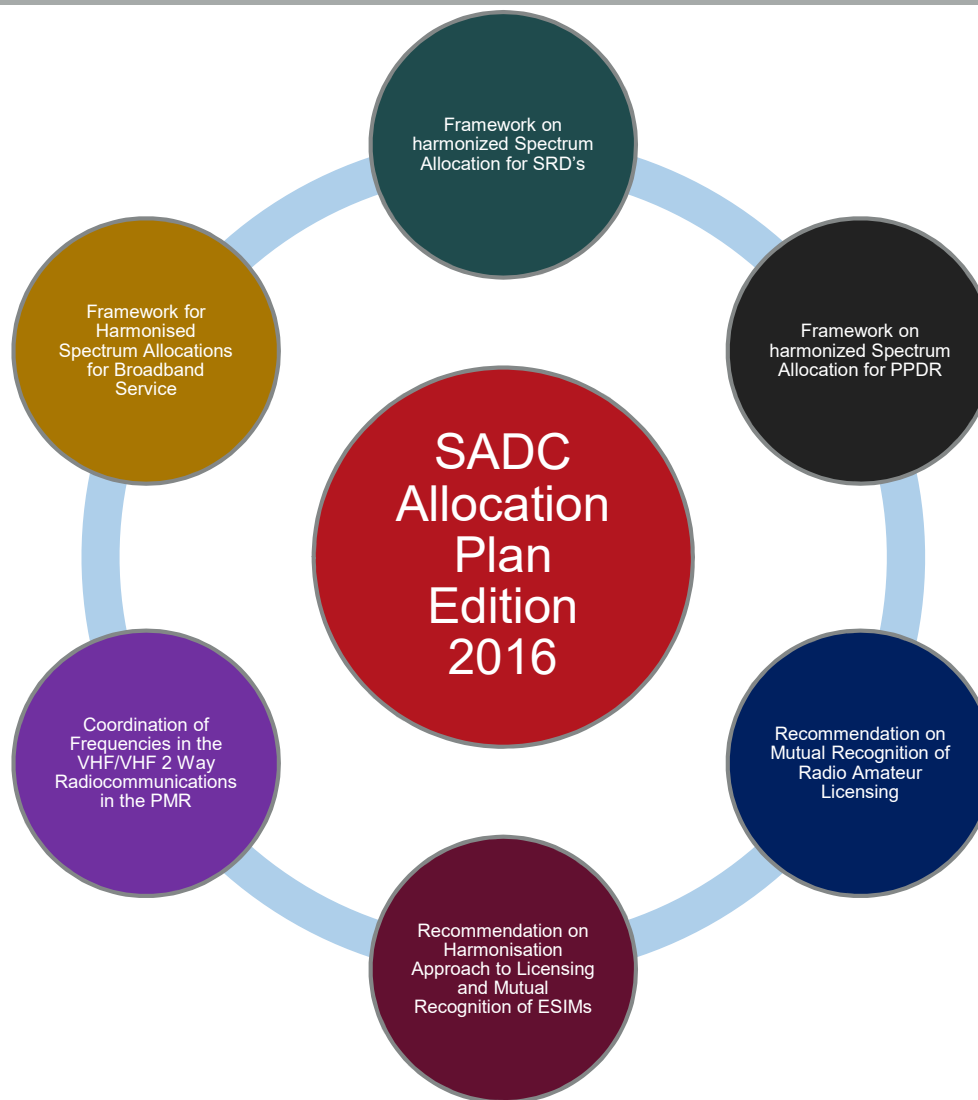 Framework on
harmonized Spectrum
Allocation for SRD's
Framework for
Harmonised
Spectrum Allocations
for Broadband
Service
Framework on
harmonized Spectrum
Allocation for PPDR
SADC
Allocation
Plan
Edition
2016
Coordination of
Frequencies in the
VHF/VHF 2 Way
Radiocommunications
in the PMR
Recommendation on
Mutual Recognition of
Radio Amateur
Licensing
Recommendation on
Harmonisation
Approach to Licensing
and Mutual
Recognition of ESIMs